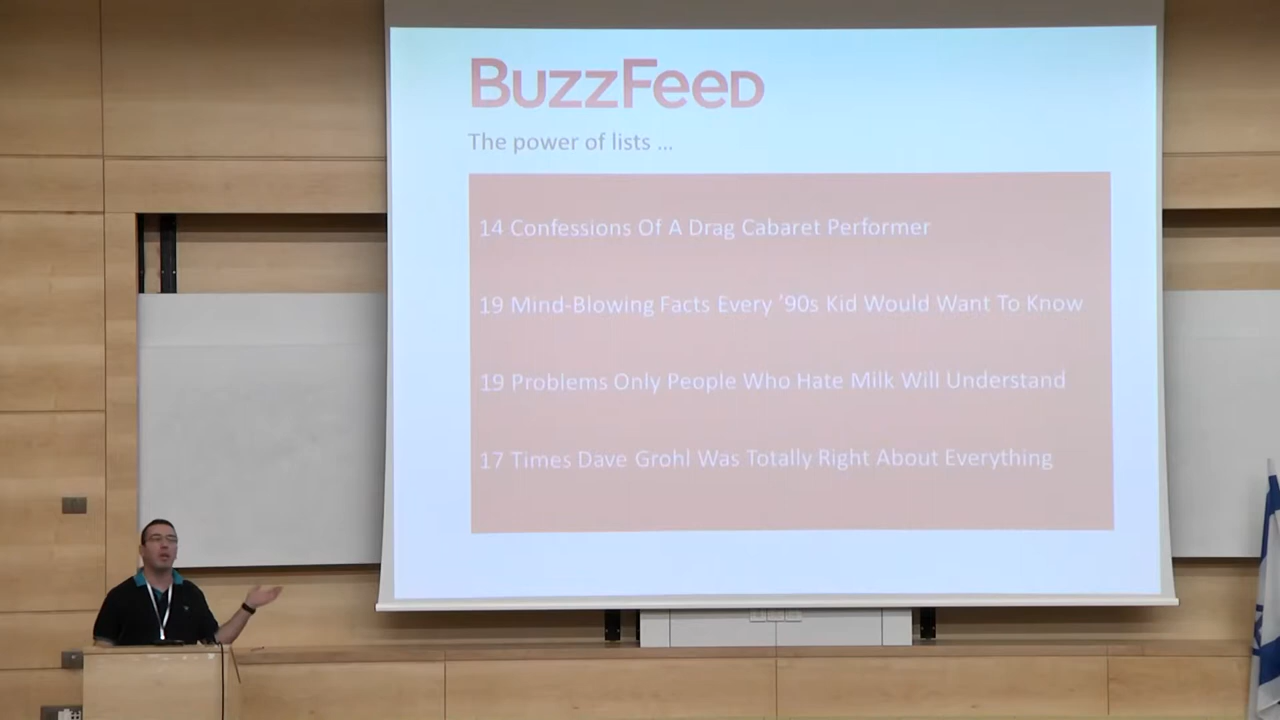 BUZZFEED
The power of lists ...
14 Confessions Of A Drag Cabaret Performer
19 Mind-Blowing Facts Every '90s Kid Would Want To Know
19 Problems Only People Who Hate Milk Will Understand
17 Times Dave Grohl Was Totally Right About Everything